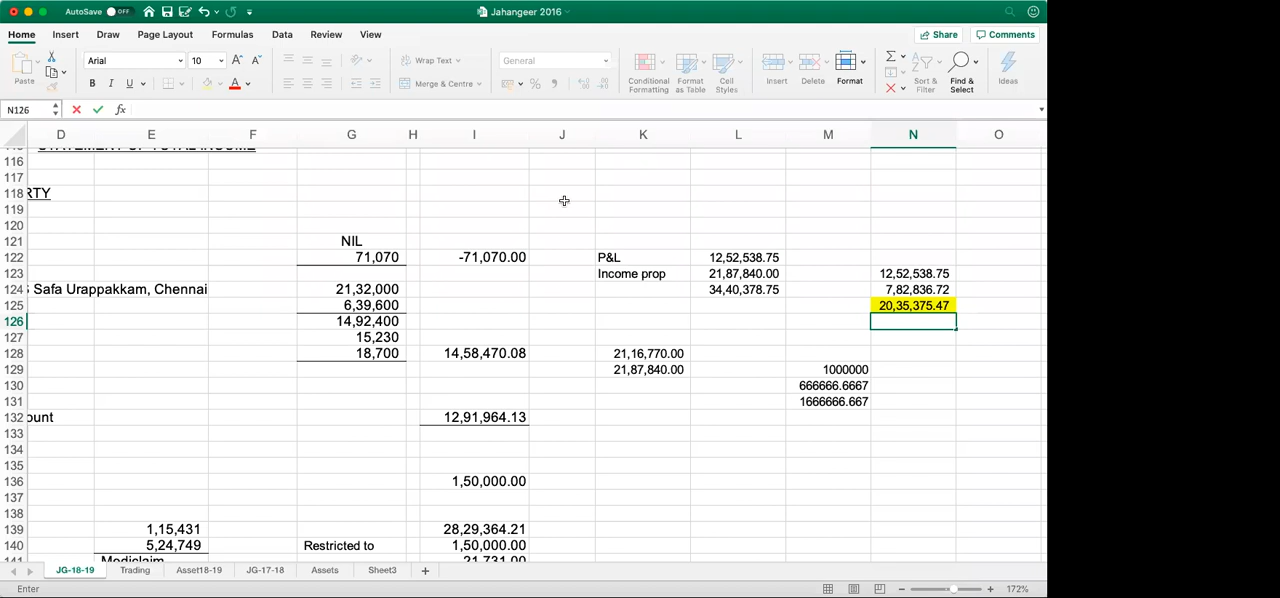 AutoSave OFF Jahangeer 2016
Home Insert Draw Page Layout Formulas Data Review View Share Comments
Paste Arial 10 B I U Wrap Text Merge & Centre General Conditional Formatting Format as Table Cell Styles Insert Delete Format Sort & Filter Find & Select Ideas
N126 fx
D E F G H I J K L M N O
STATEMENT OF TOTAL INCOME
116
117
118 RTY
119
120
121 NIL
122 71,070 -71,070.00 P&L 12,52,538.75
123 Income prop 21,87,840.00 12,52,538.75
124 Safa Urappakkam, Chennai 21,32,000 34,40,378.75 7,82,836.72
125 6,39,600 20,35,375.47
126 14,92,400
127 15,230
128 18,700 14,58,470.08 21,16,770.00
129 21,87,840.00 1000000
130 666666.6667
131 1666666.667
132 ount 12,91,964.13
133
134
135
136 1,50,000.00
137
138
139 1,15,431 28,29,364.21
140 5,24,749 Restricted to 1,50,000.00
141 Mediclaim 21,731.00
JG-18-19 Trading Asset18-19 JG-17-18 Assets Sheet3 +
Enter 172%